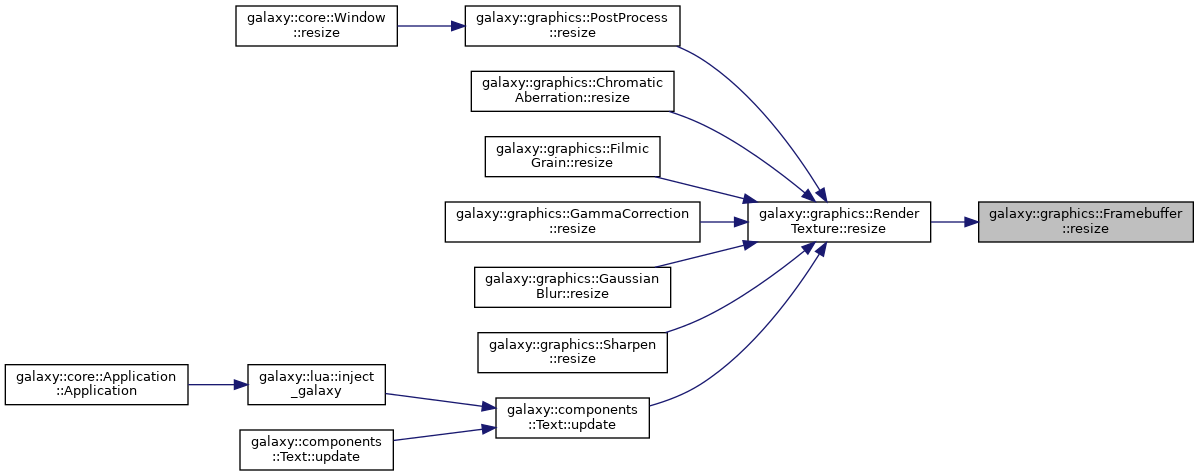 galaxy::core::Window
::resize
galaxy::graphics::PostProcess
::resize
galaxy::graphics::Chromatic
Aberration::resize
galaxy::graphics::Filmic
Grain::resize
galaxy::graphics::GammaCorrection
::resize
galaxy::graphics::Render
Texture::resize
galaxy::graphics::Framebuffer
::resize
galaxy::graphics::Gaussian
Blur::resize
galaxy::graphics::Sharpen
::resize
galaxy::core::Application
::Application
galaxy::lua::inject
_galaxy
galaxy::components
::Text::update
galaxy::components
::Text::update